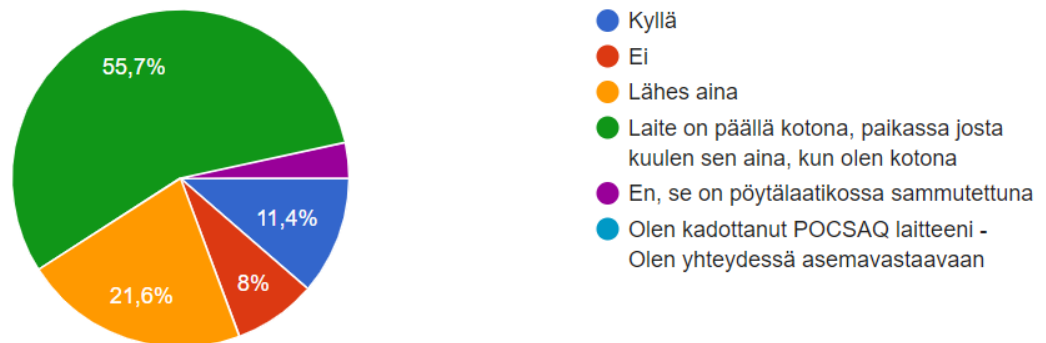 55,7%
11,4%
8%
21,6%
Kyllä
Ei
Lähes aina
Laite on päällä kotona, paikassa josta
kuulen sen aina, kun olen kotona
En, se on pöytälaatikossa sammutettuna
Olen kadottanut POCSAQ laitteeni -
Olen yhteydessä asemavastaavaan